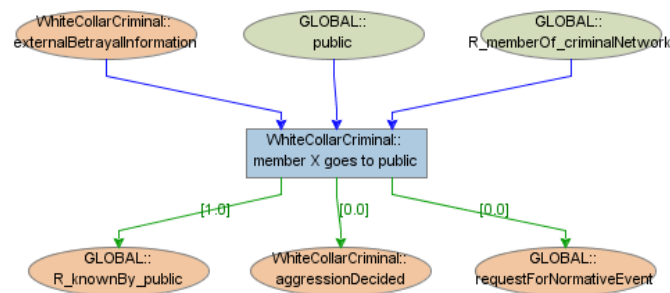 WhiteCollarCriminal::
externalBetrayalInformation
GLOBAL::
public
GLOBAL::
R_memberOf_criminalNetwork
WhiteCollarCriminal::
member X goes to public
[1.0]
[0.0]
[0.0]
GLOBAL::
R_knownBy_public
WhiteCollarCriminal::
aggressionDecided
GLOBAL::
requestForNormativeEvent